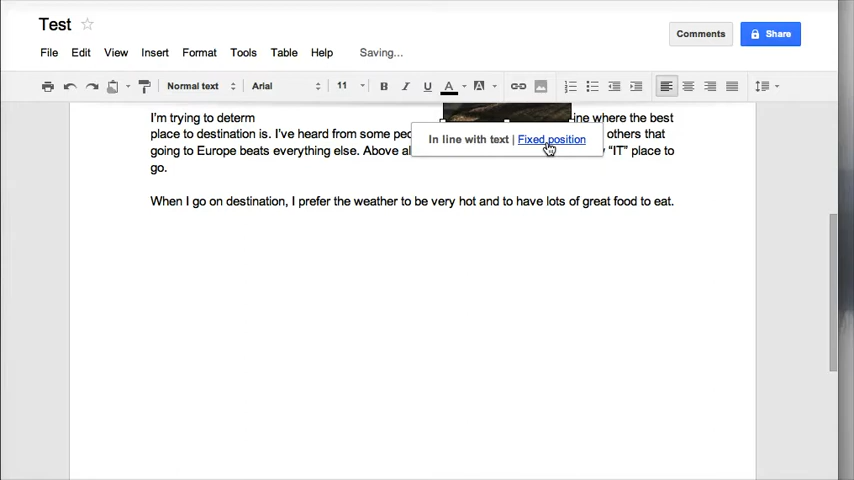 Test
Comments
Share
File Edit View Insert Format Tools Table Help Saving...
Normal text Arial 11 B I U A A
I'm trying to determ ine where the best
place to destination is. I've heard from some peo others that
going to Europe beats everything else. Above al "IT" place to
go.
In line with text | Fixed position
When I go on destination, I prefer the weather to be very hot and to have lots of great food to eat.